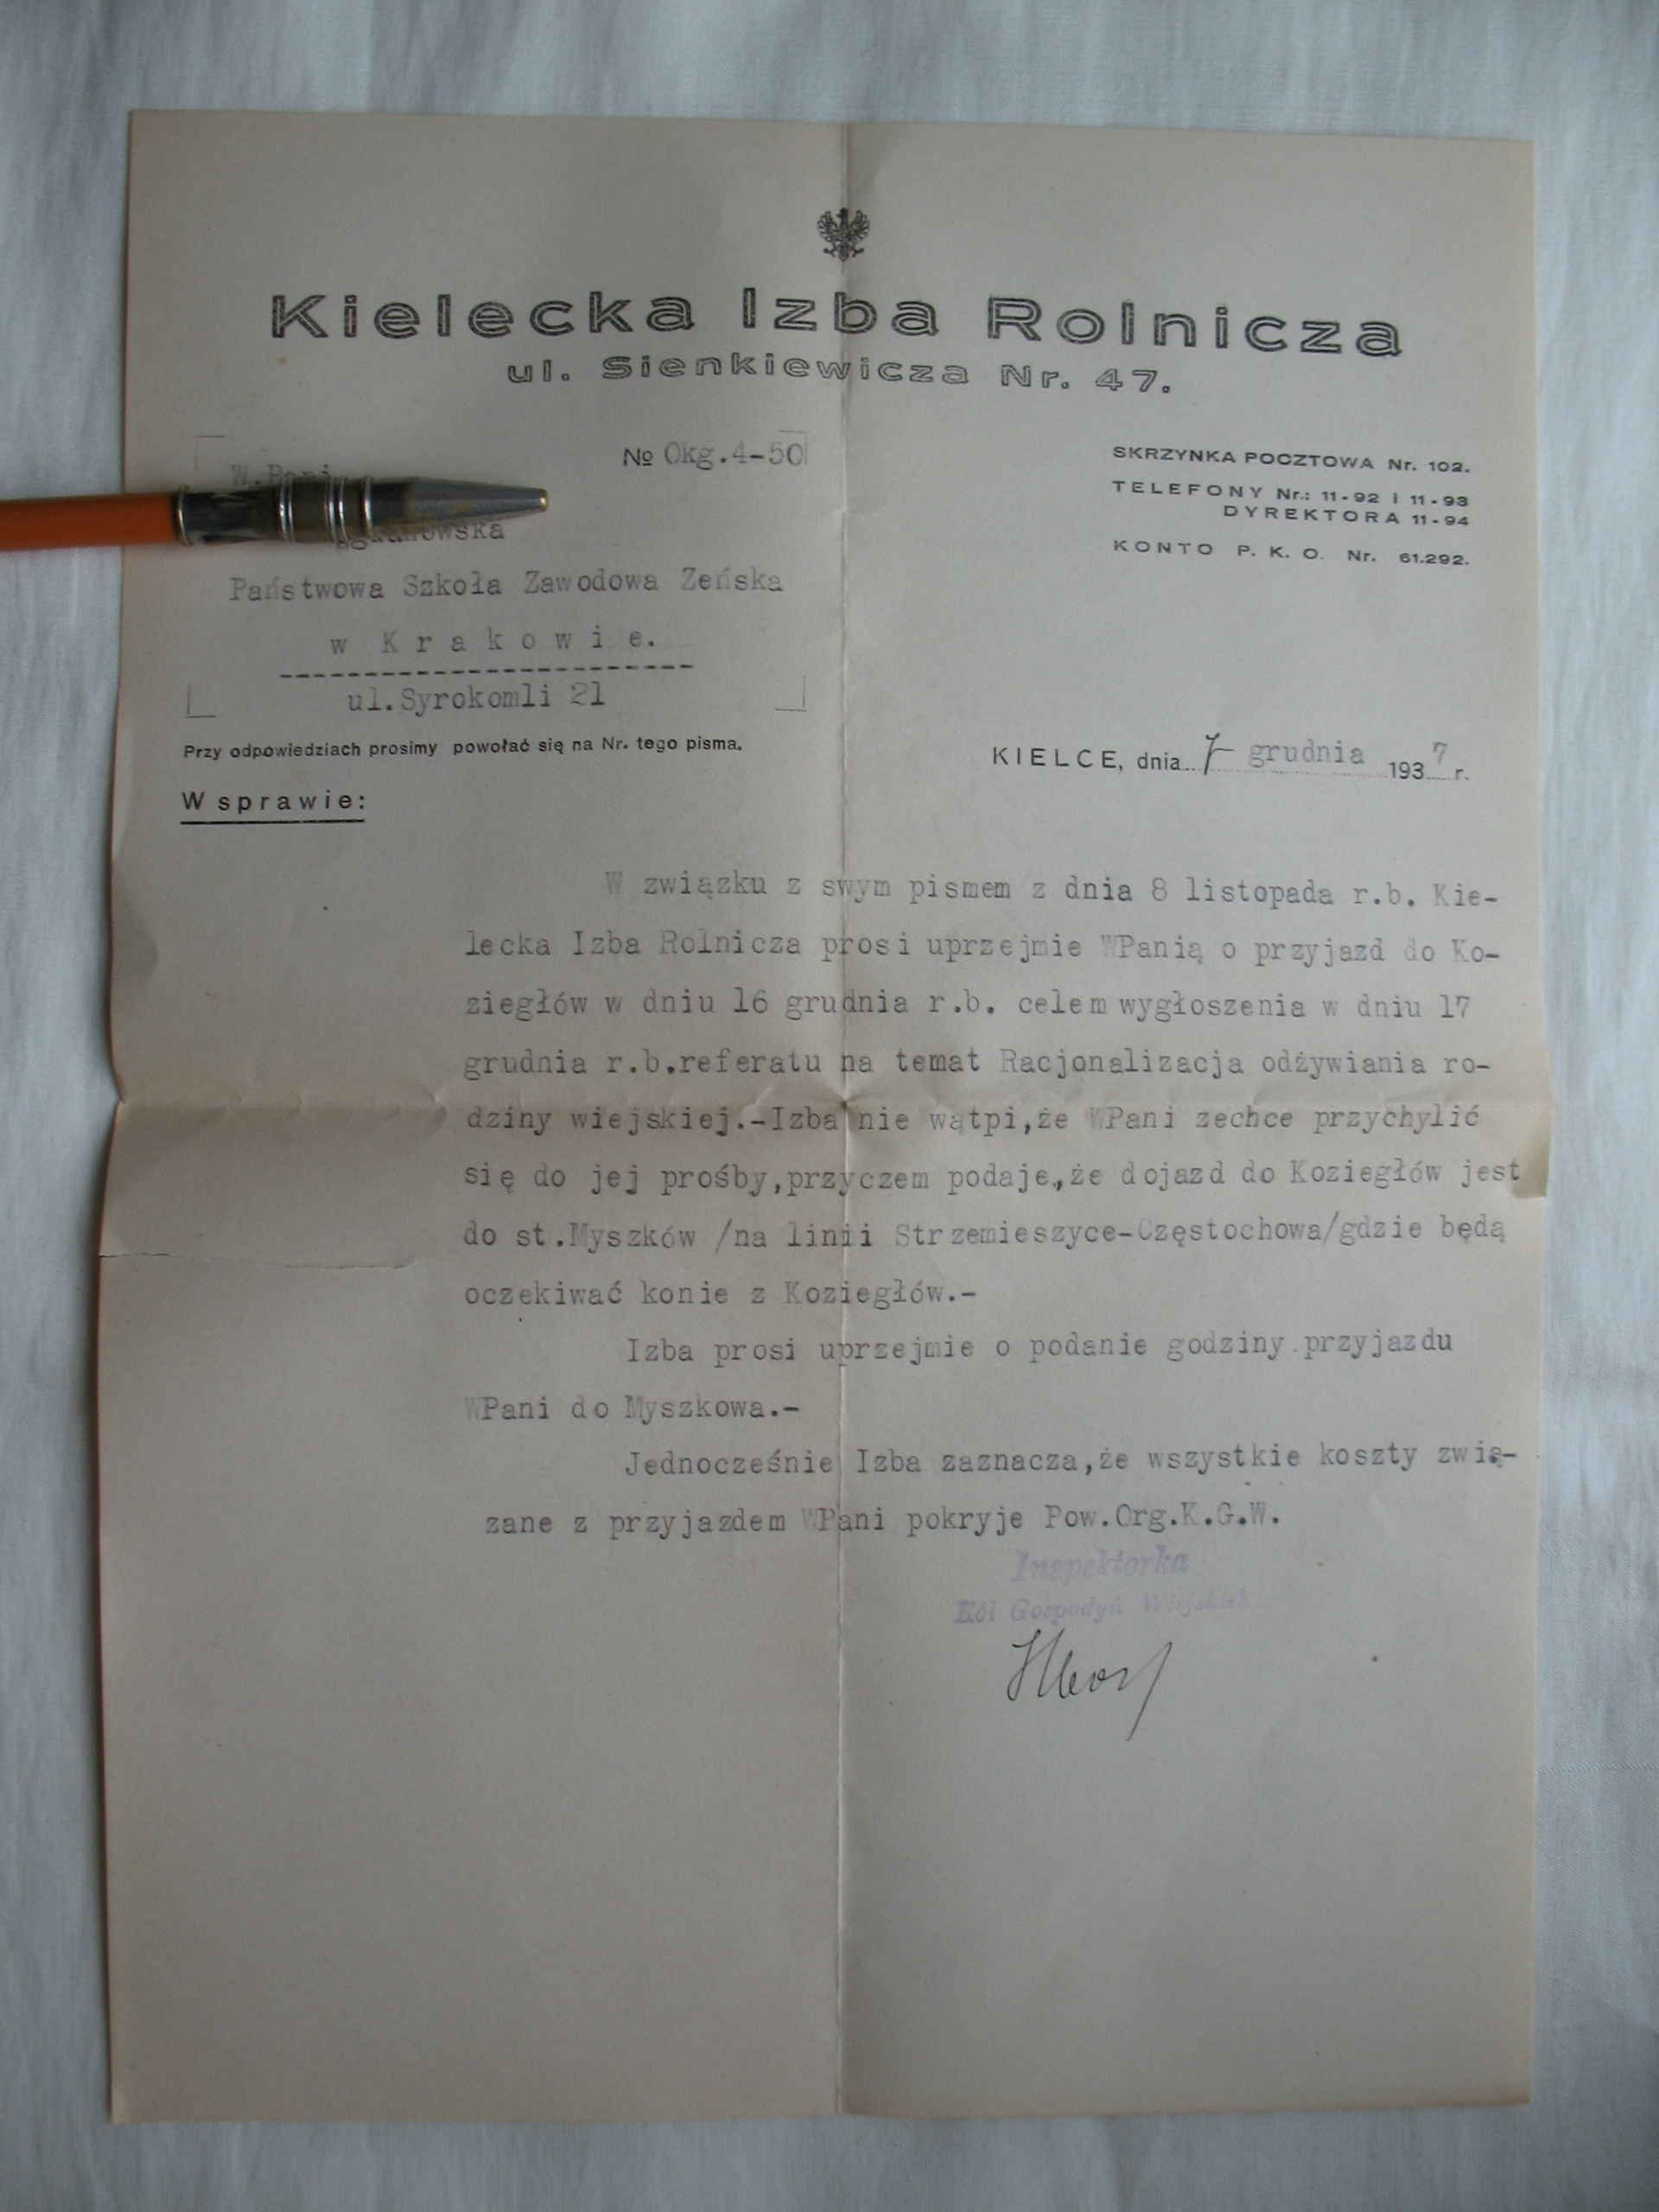 Kielecka Izba Rolnicza
ul. Sienkiewicza Nr. 47.
№ Okg.4-50
W.Pani
Państwowa Szkoła Zawodowa Zeńska
w Krakowie.
ul.Syrokomli 21
SKRZYNKA POCZTOWA Nr. 102.
TELEFONY Nr.: 11-92 i 11-93
DYREKTORA 11-94
KONTO P. K. O. Nr. 61.292.
Przy odpowiedziach prosimy powołać się na Nr. tego pisma.
KIELCE, dnia 7 grudnia 1937 r.
W sprawie:
W związku z swym pismem z dnia 8 listopada r.b. Kie-
lecka Izba Rolnicza prosi uprzejmie WPanią o przyjazd do Ko-
ziegłów w dniu 16 grudnia r.b. celem wygłoszenia w dniu 17
grudnia r.b.referatu na temat Racjonalizacja odżywiania ro-
dziny wiejskiej.-Izba nie wątpi,że WPani zechce przychylić
się do jej prośby,przyczem podaje,że dojazd do Koziegłów jest
do st.Myszków /na linii Strzemieszyce-Częstochowa/gdzie będą
oczekiwać konie z Koziegłów.-
Izba prosi uprzejmie o podanie godziny przyjazdu
WPani do Myszkowa.-
Jednocześnie Izba zaznacza,że wszystkie koszty zwią-
zane z przyjazdem WPani pokryje Pow.Org.K.G.W.
Inspektorka
Kół Gospodyń Wiejskich